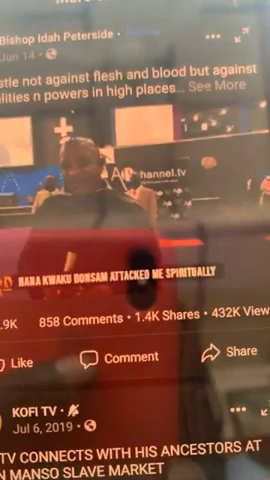 Bishop Idah Peterside ·
Jun 14 ·
stle not against flesh and blood but against
lities n powers in high places... See More
hannel.tv
NANA KWAKU BONSAM ATTACKED ME SPIRITUALLY
.9K 858 Comments • 1.4K Shares • 432K View
Like Comment Share
KOFI TV ·
Jul 6, 2019 ·
TV CONNECTS WITH HIS ANCESTORS AT
N MANSO SLAVE MARKET